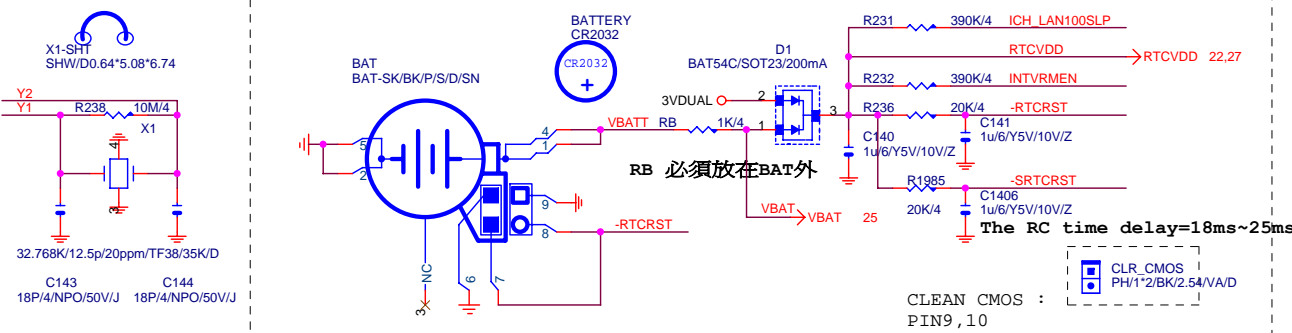 X1-SHT
SHW/D0.64*5.08*6.74
Y2
Y1
R238
10M/4
X1
4
3
32.768K/12.5p/20ppm/TF38/35K/D
C143
18P/4/NPO/50V/J
C144
18P/4/NPO/50V/J
BAT
BAT-SK/BK/P/S/D/SN
5
2
4
1
NC
3
6
7
9
8
-RTCRST
BATTERY
CR2032
CR2032
+
VBATT
RB
1K/4
RB 必須放在BAT外
VBAT
VBAT 25
D1
BAT54C/SOT23/200mA
3VDUAL
2
1
3
R231
390K/4
ICH_LAN100SLP
RTCVDD
RTCVDD 22,27
R232
390K/4
INTVRMEN
R236
20K/4
-RTCRST
C140
1u/6/Y5V/10V/Z
C141
1u/6/Y5V/10V/Z
R1985
20K/4
-SRTCRST
C1406
1u/6/Y5V/10V/Z
The RC time delay=18ms~25ms
CLR_CMOS
PH/1*2/BK/2.54/VA/D
CLEAN CMOS :
PIN9,10